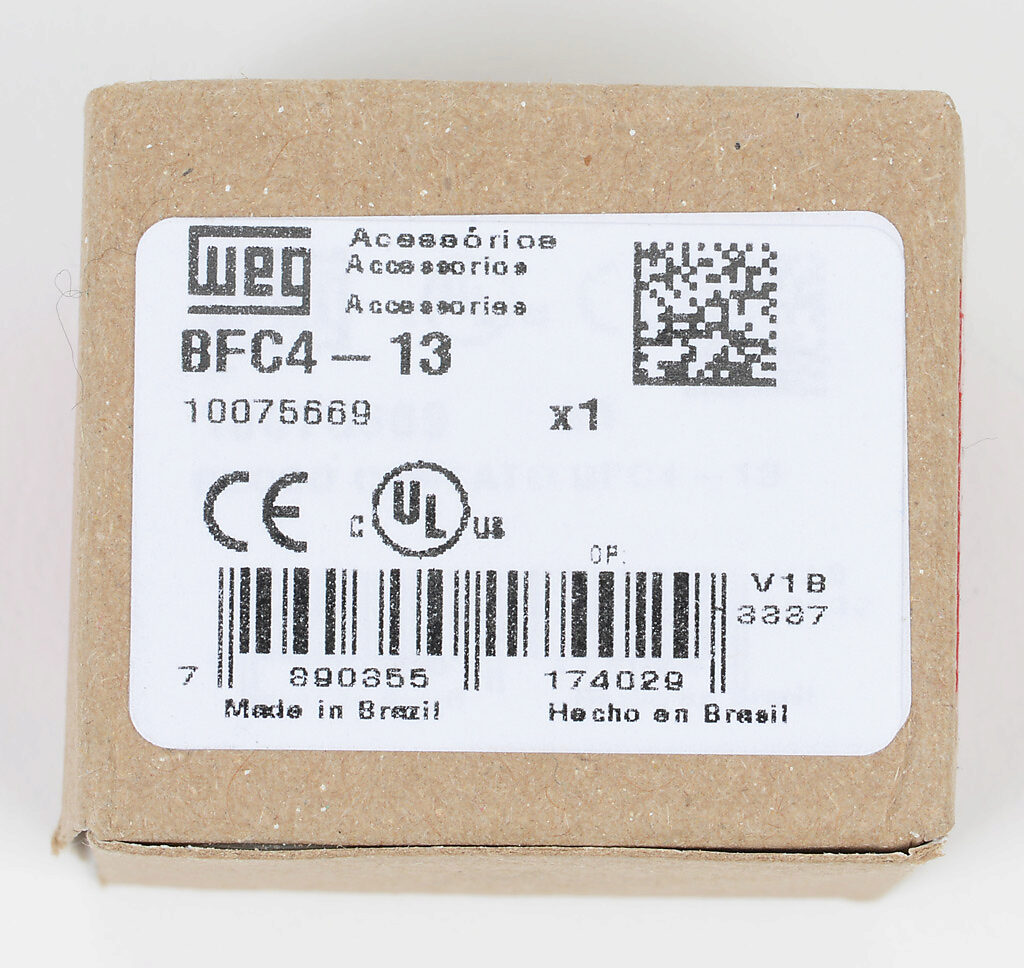 weg
Acessórios
Accesorios
Accessories
BFC4-13
10075669 x1
CE C UL US
OP:
V1B
3337
7 890355 174029
Made in Brazil Hecho en Brasil